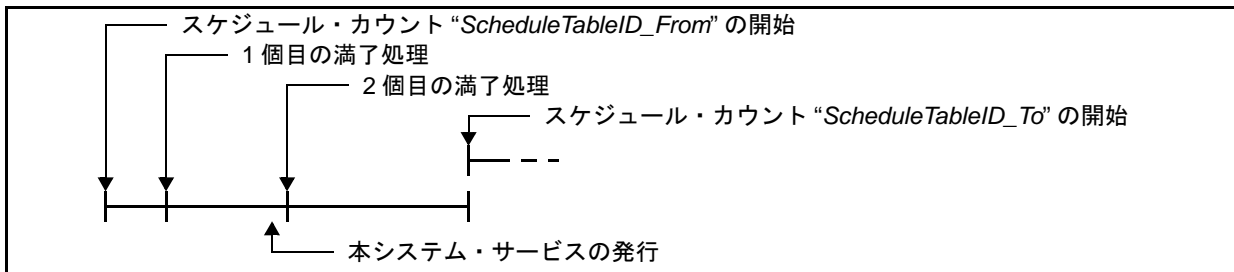 スケジュール・カウント “ScheduleTableID_From” の開始
1 個目の満了処理
2 個目の満了処理
スケジュール・カウント “ScheduleTableID_To” の開始
本システム・サービスの発行